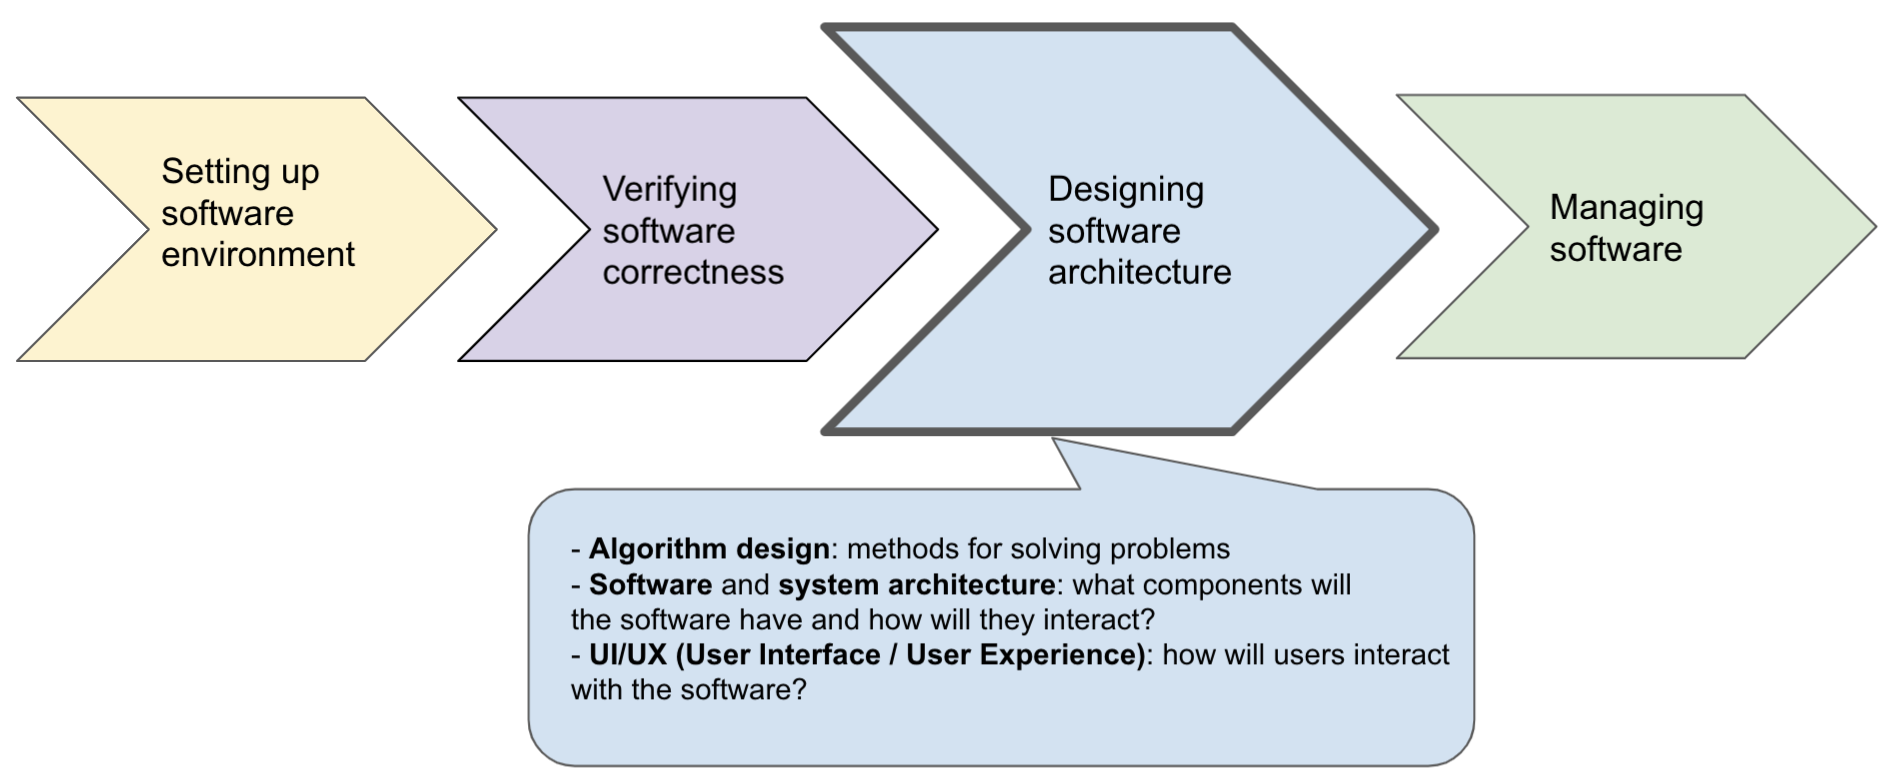 Setting up
software
environment
Verifying
software
correctness
Designing
software
architecture
Managing
software
- Algorithm design: methods for solving problems
- Software and system architecture: what components will
the software have and how will they interact?
- UI/UX (User Interface / User Experience): how will users interact
with the software?